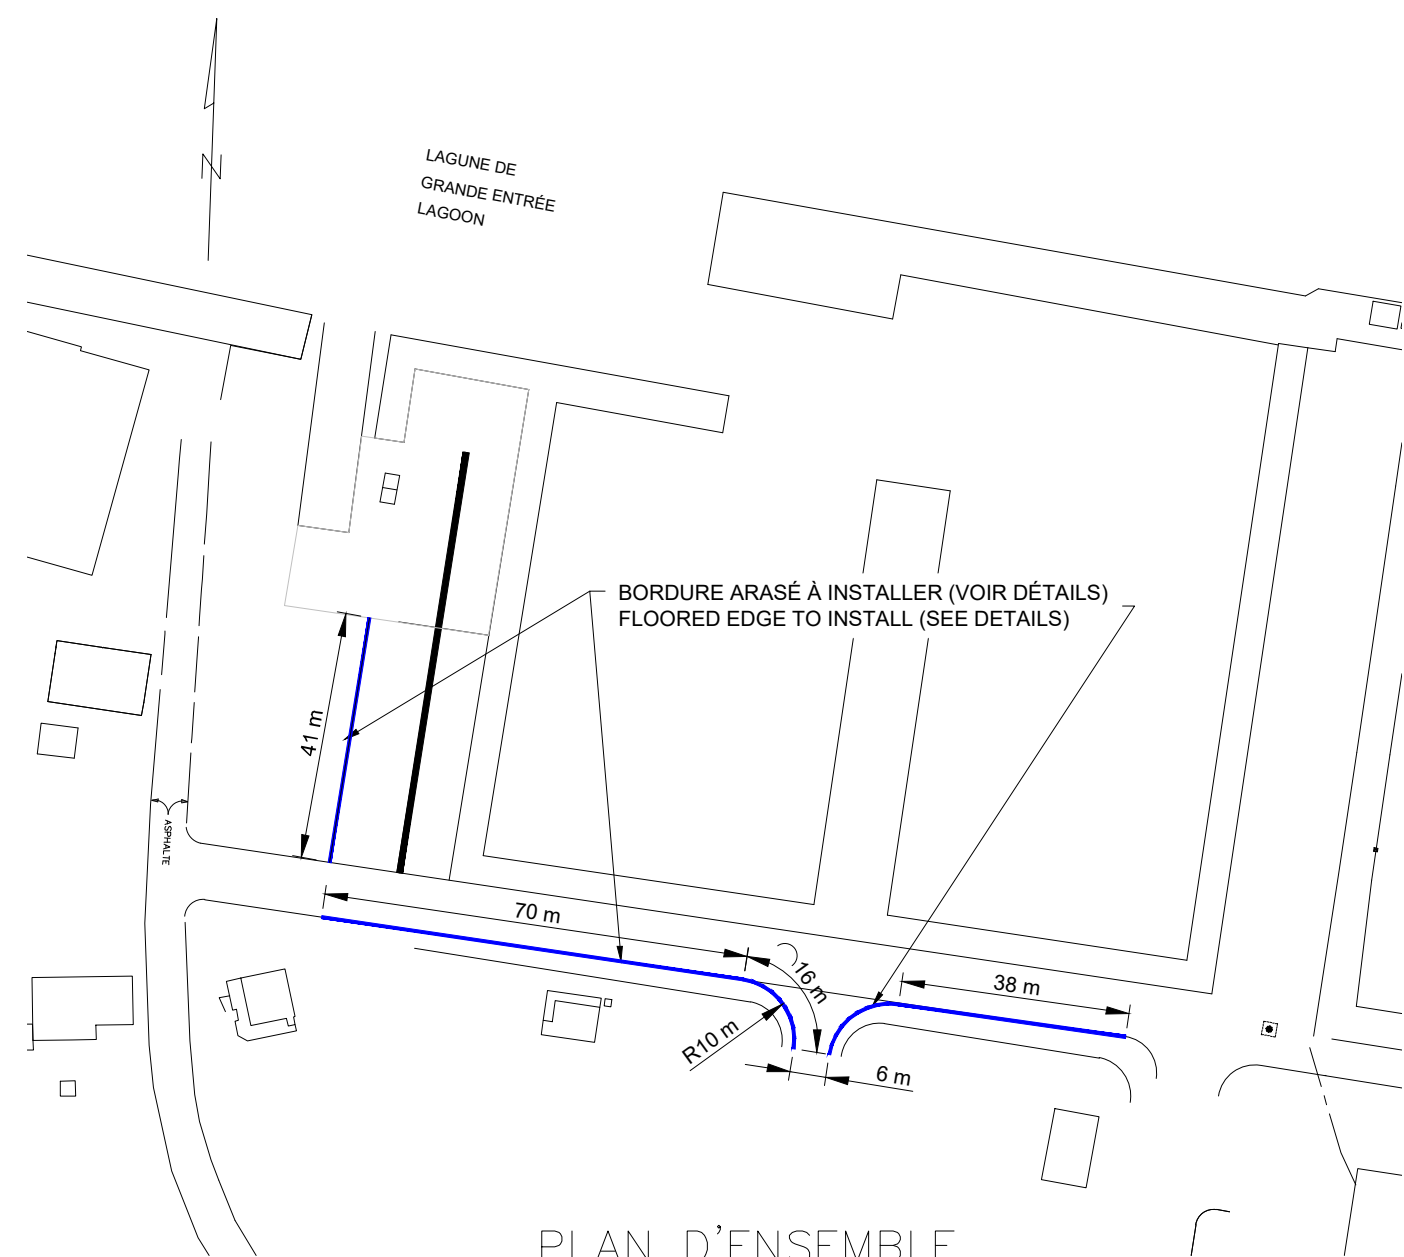 N
LAGUNE DE
GRANDE ENTRÉE
LAGOON
BORDURE ARASÉ À INSTALLER (VOIR DÉTAILS)
FLOORED EDGE TO INSTALL (SEE DETAILS)
41 m
ASPHALTE
70 m
16 m
38 m
R10 m
6 m
PLAN D'ENSEMBLE